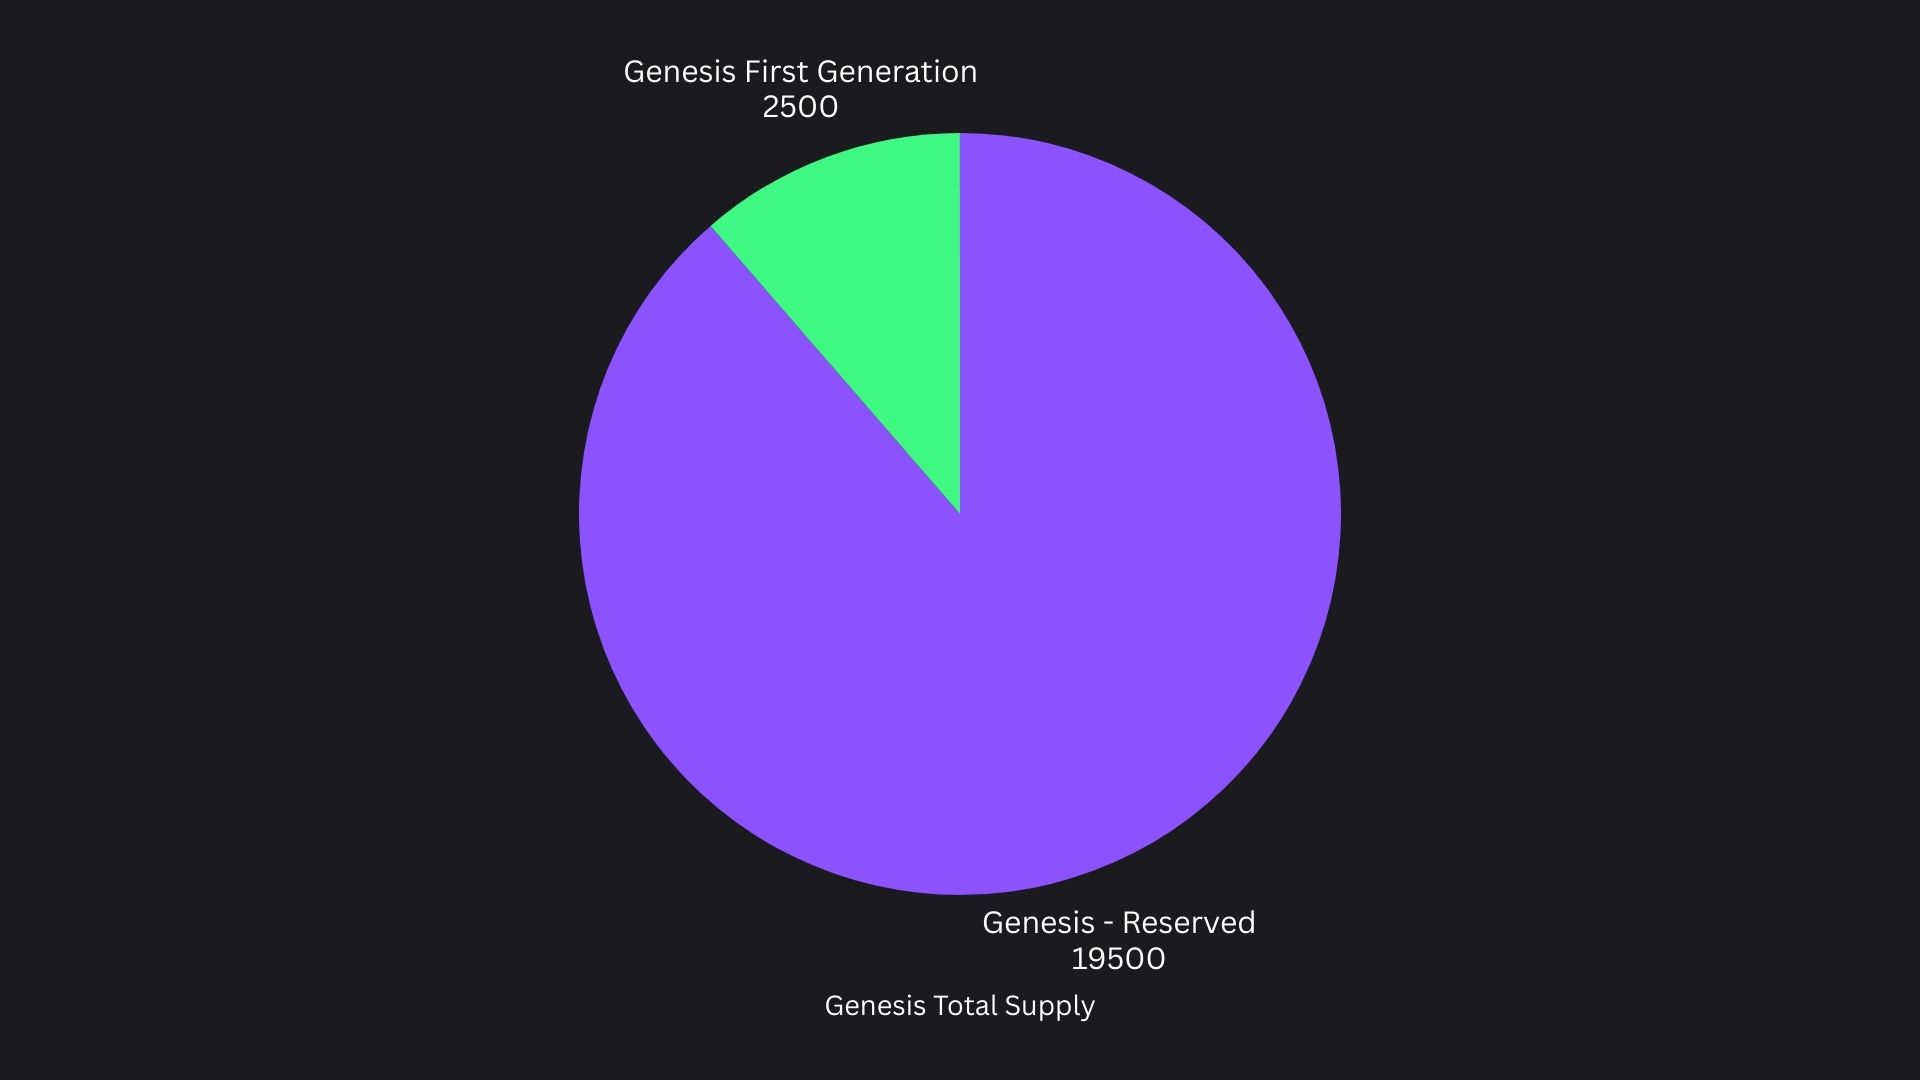 Genesis First Generation
2500
Genesis - Reserved
19500
Genesis Total Supply